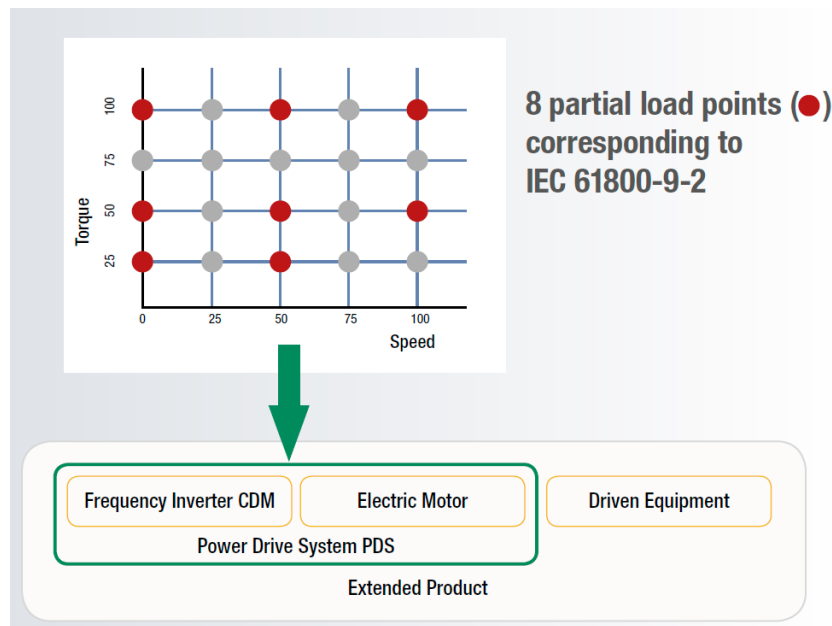 8 partial load points (●)
corresponding to
IEC 61800-9-2
100
75
50
25
Torque
0 25 50 75 100
Speed
Frequency Inverter CDM
Electric Motor
Driven Equipment
Power Drive System PDS
Extended Product